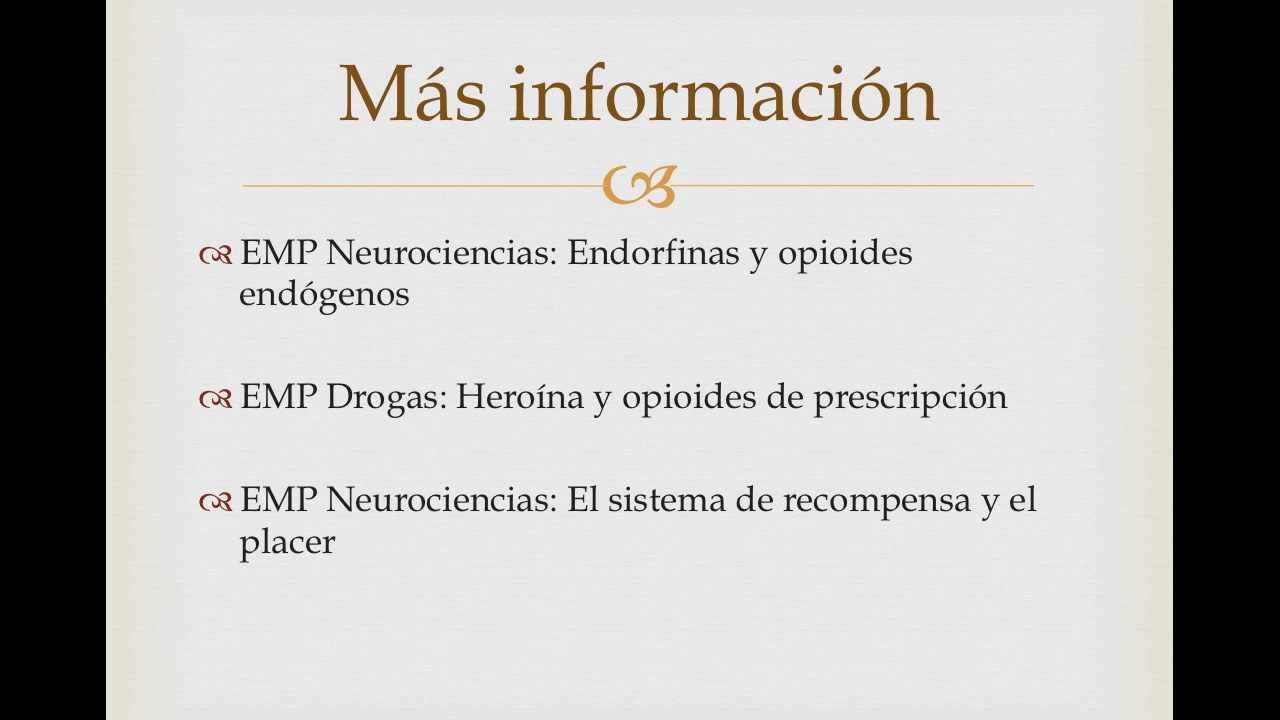 Más información
EMP Neurociencias: Endorfinas y opioides
endógenos
EMP Drogas: Heroína y opioides de prescripción
EMP Neurociencias: El sistema de recompensa y el
placer